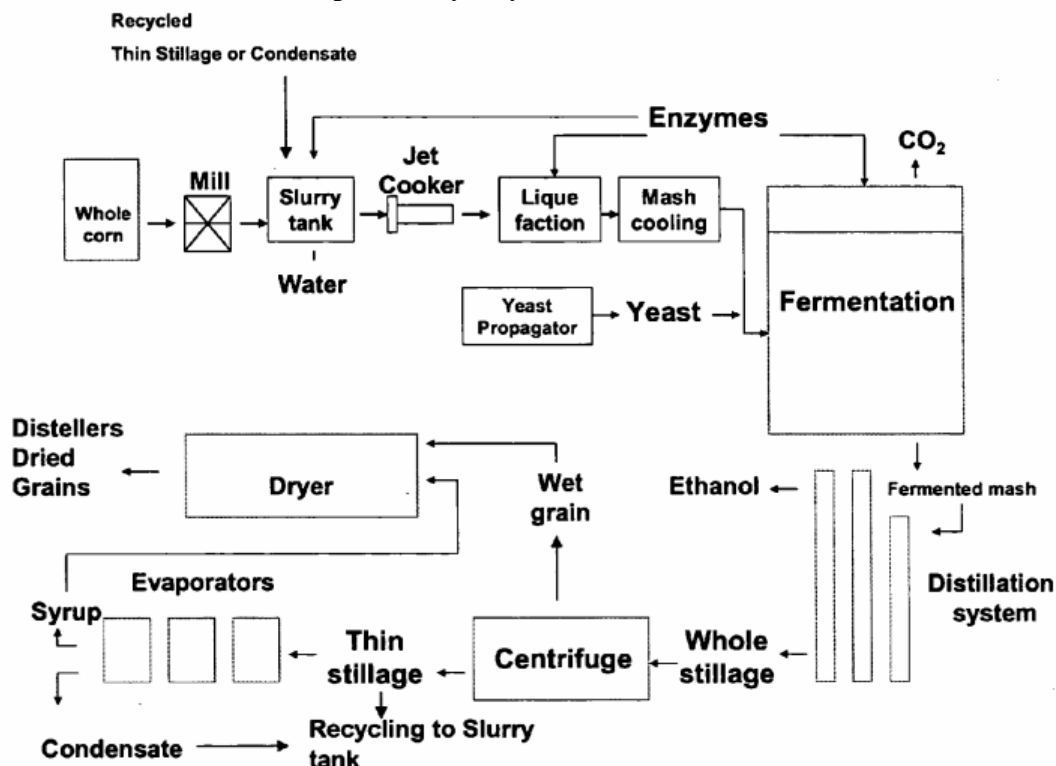 Recycled
Thin Stillage or Condensate
Enzymes
CO₂
Mill
Jet
Cooker
Whole
corn
Slurry
tank
Lique
faction
Mash
cooling
Water
Yeast
Propagator
Yeast
Fermentation
Distellers
Dried
Grains
Dryer
Wet
grain
Ethanol
Fermented mash
Evaporators
Distillation
system
Syrup
Thin
stillage
Centrifuge
Whole
stillage
Condensate
Recycling to Slurry
tank